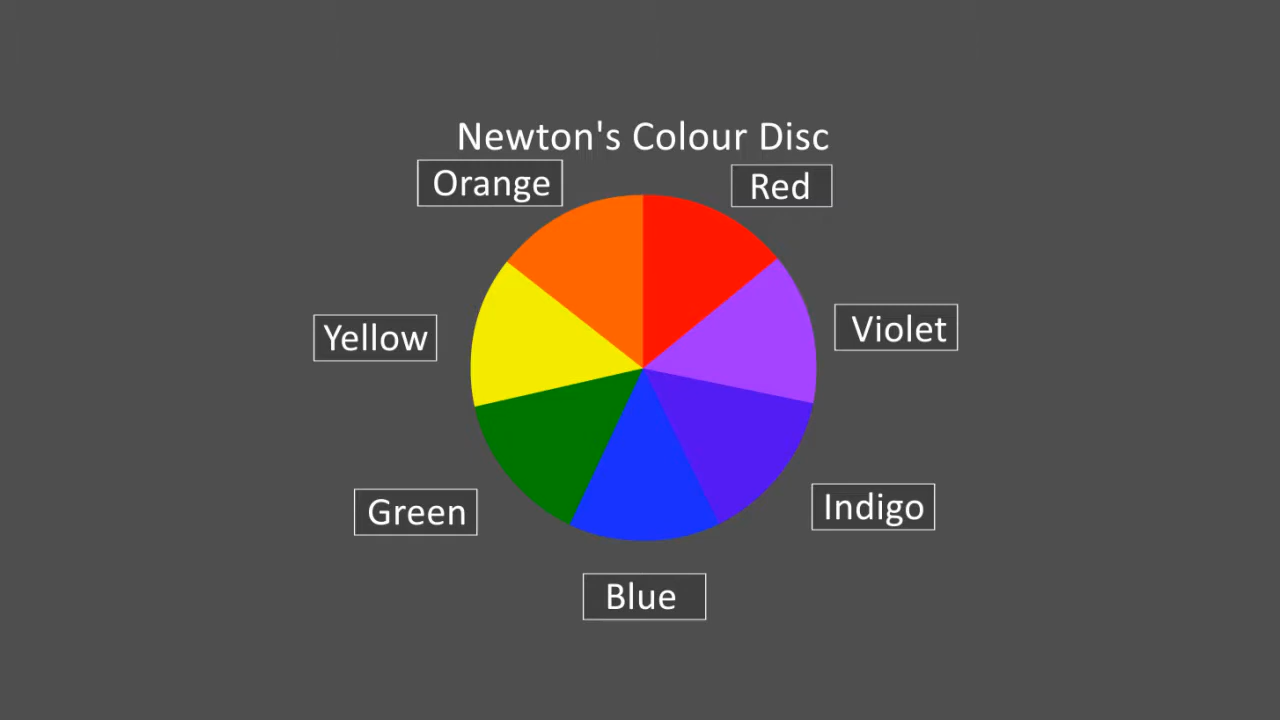 Newton's Colour Disc
Orange
Red
Yellow
Violet
Green
Indigo
Blue